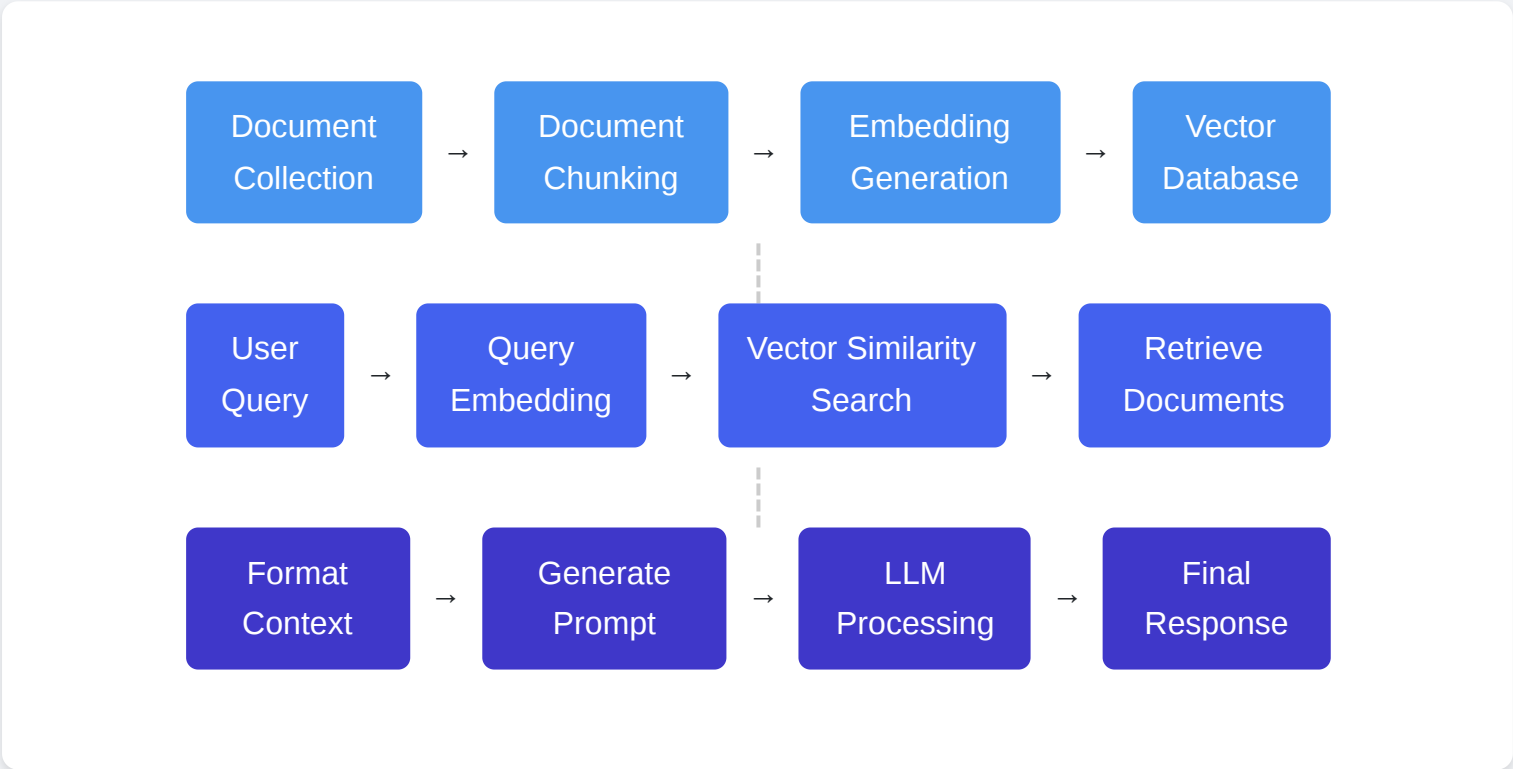 Document
Collection
→
Document
Chunking
→
Embedding
Generation
→
Vector
Database
User
Query
→
Query
Embedding
→
Vector Similarity
Search
→
Retrieve
Documents
Format
Context
→
Generate
Prompt
→
LLM
Processing
→
Final
Response